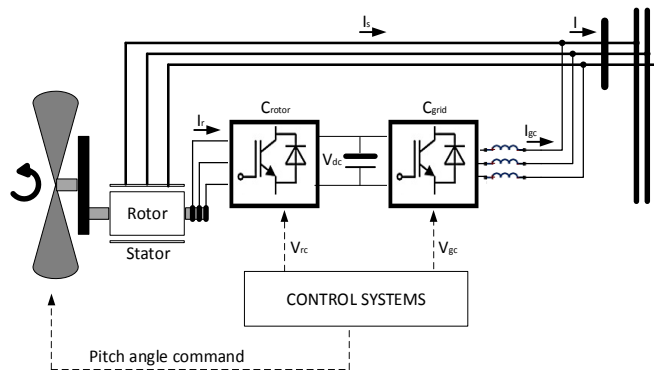 Is
I
Ir
Crotor
Cgrid
Igc
Vdc
Rotor
Stator
Vrc
Vgc
CONTROL SYSTEMS
Pitch angle command